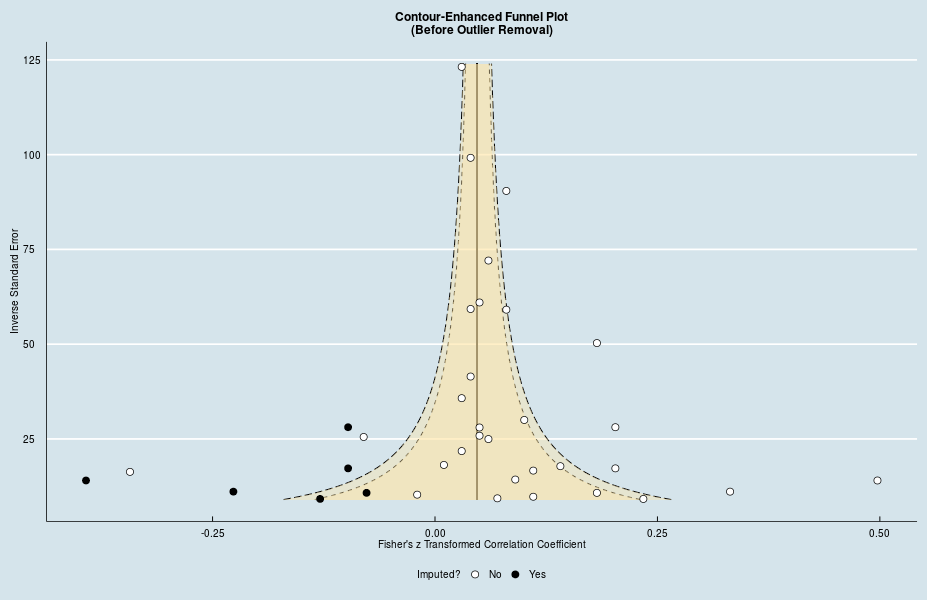 Contour-Enhanced Funnel Plot
(Before Outlier Removal)
125
100
75
50
25
Inverse Standard Error
-0.25
0.00
0.25
0.50
Fisher's z Transformed Correlation Coefficient
Imputed? No Yes